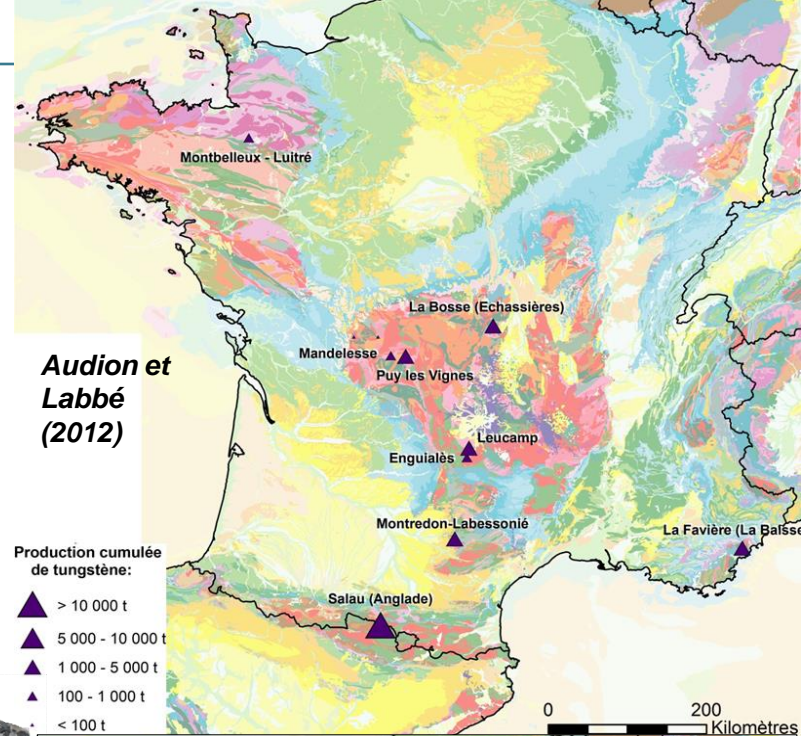 Montbelleux - Luitré
La Bosse (Echassières)
Mandelesse
Puy les Vignes
Audion et
Labbé
(2012)
Leucamp
Enguialès
Montredon-Labessonié
La Favière (La Baisse
Production cumulée
de tungstène:
> 10 000 t
5 000 - 10 000 t
1 000 - 5 000 t
100 - 1 000 t
< 100 t
Salau (Anglade)
0 200
Kilomètres